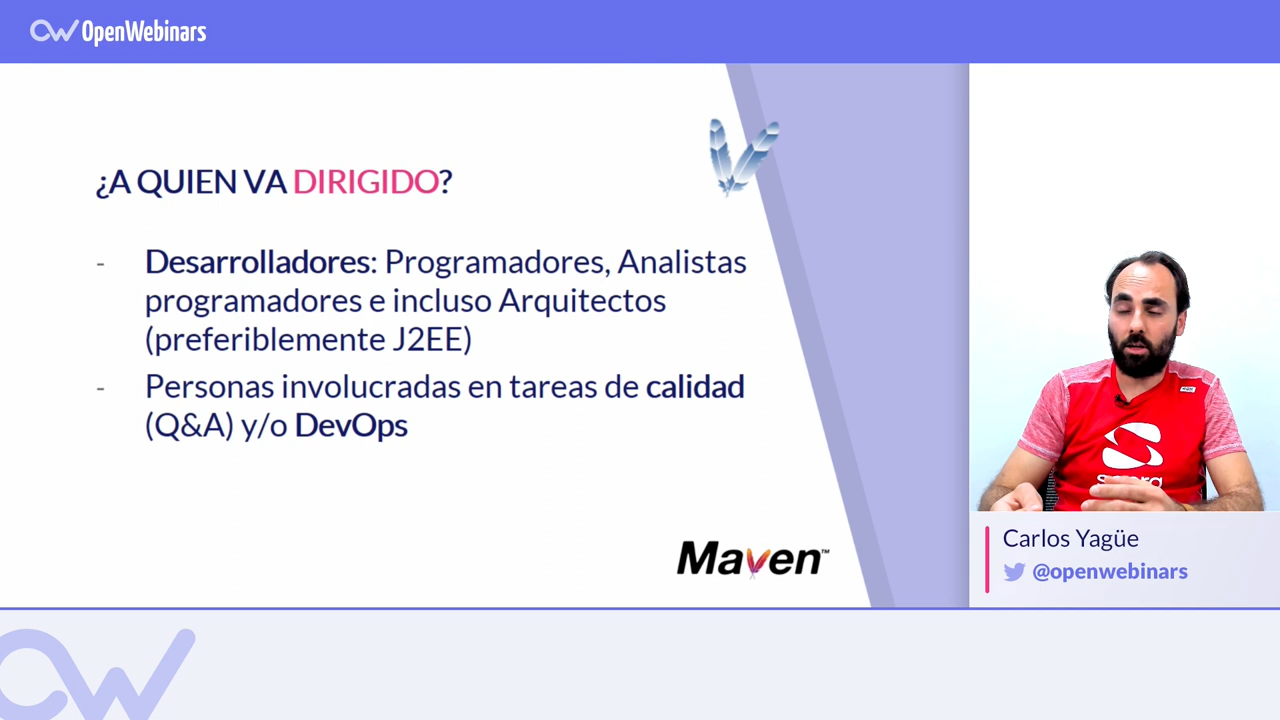 OpenWebinars
¿A QUIEN VA DIRIGIDO?
- Desarrolladores: Programadores, Analistas
programadores e incluso Arquitectos
(preferiblemente J2EE)
- Personas involucradas en tareas de calidad
(Q&A) y/o DevOps
Maven™
Carlos Yagüe
@openwebinars